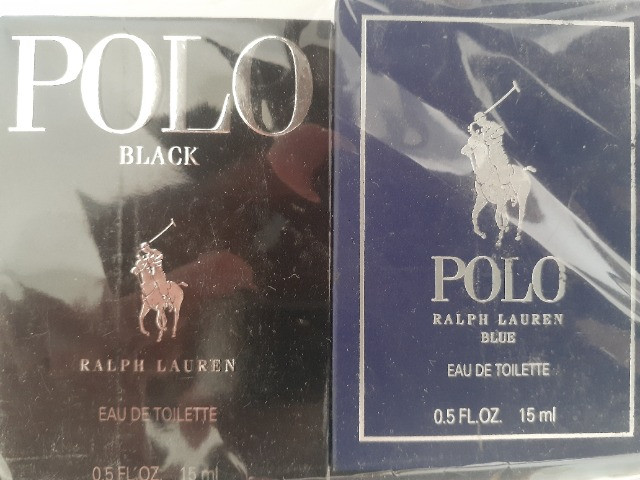 POLO
BLACK
RALPH LAUREN
EAU DE TOILETTE
0.5 FL.OZ. 15 ml
POLO
RALPH LAUREN
BLUE
EAU DE TOILETTE
0.5 FL.OZ. 15 ml